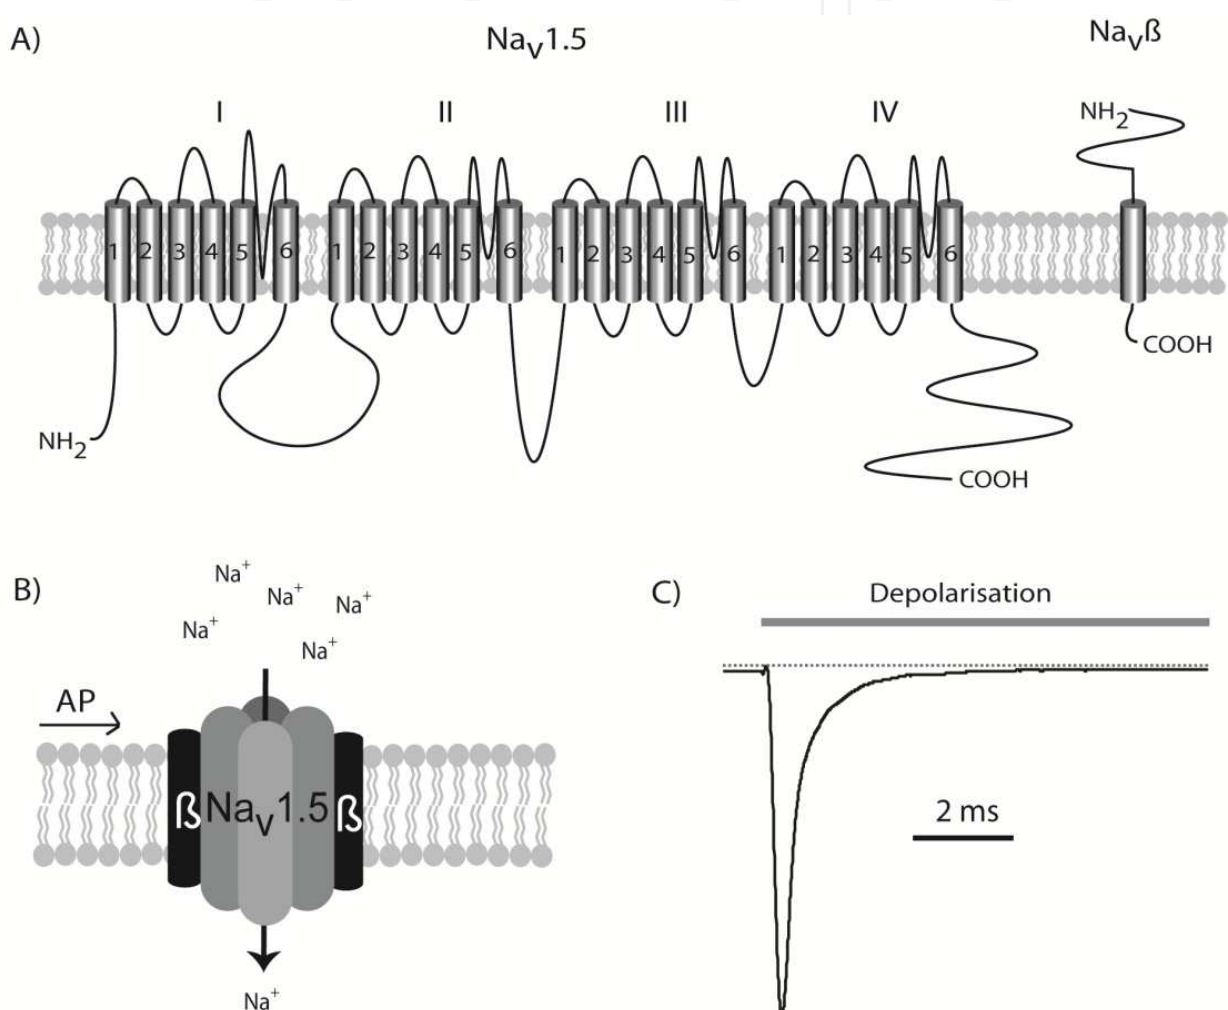 A)
Nav1.5
Navß
I
II
III
IV
NH2
1 2 3 4 5 6 1 2 3 4 5 6 1 2 3 4 5 6 1 2 3 4 5 6
COOH
NH2
COOH
B)
Na+
Na+
Na+
Na+
Na+
AP
ß Nav1.5 ß
Na+
C)
Depolarisation
2 ms